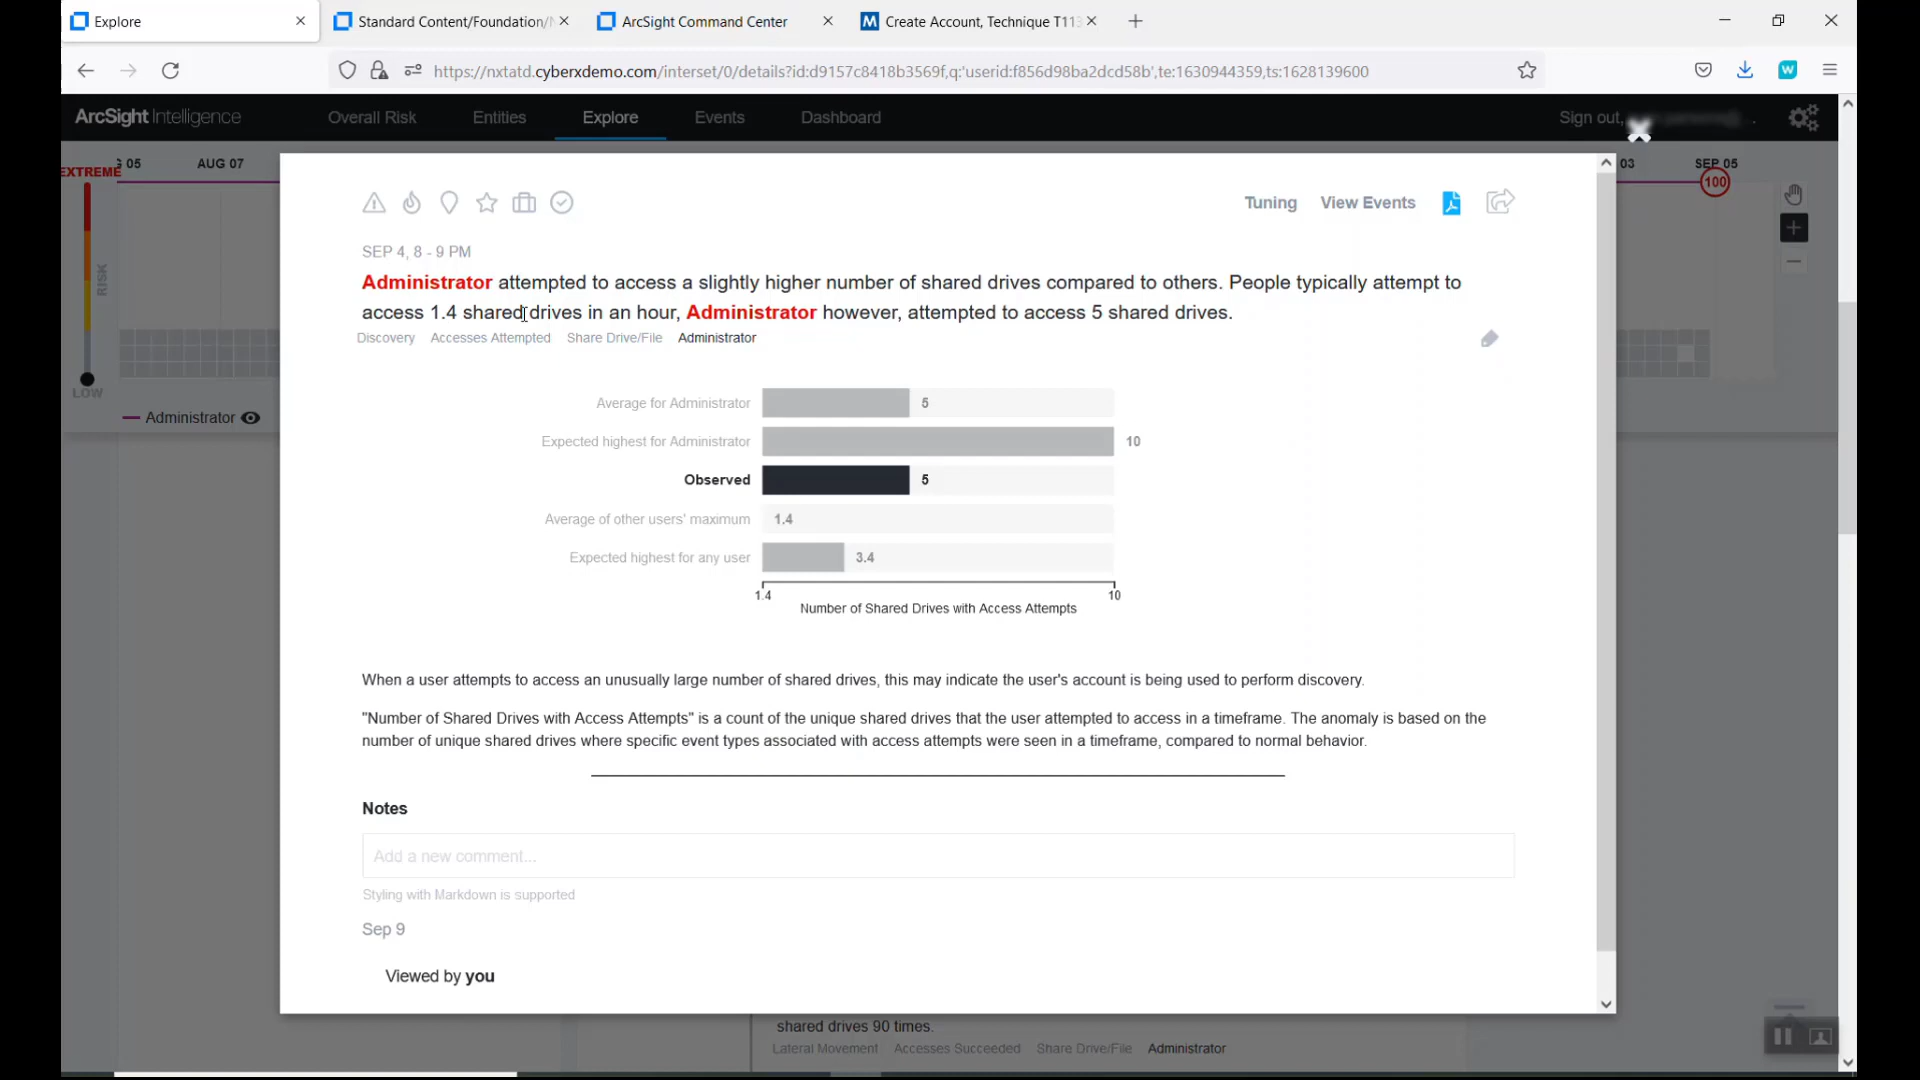 Explore
Standard Content/Foundation/
ArcSight Command Center
Create Account, Technique T113
https://nxtatd.cyberxdemo.com/interset/0/details?id:d9157c8418b3569f,q:'userid:f856d98ba2dcd58b',te:1630944359,ts:1628139600
ArcSight Intelligence
Overall Risk
Entities
Explore
Events
Dashboard
Sign out,
05
AUG 07
03
SEP 05
EXTREME
100
RISK
LOW
Administrator
Tuning
View Events
SEP 4, 8 - 9 PM
Administrator attempted to access a slightly higher number of shared drives compared to others. People typically attempt to
access 1.4 shared drives in an hour, Administrator however, attempted to access 5 shared drives.
Discovery Accesses Attempted Share Drive/File Administrator
Average for Administrator 5
Expected highest for Administrator 10
Observed 5
Average of other users' maximum 1.4
Expected highest for any user 3.4
1.4 10
Number of Shared Drives with Access Attempts
When a user attempts to access an unusually large number of shared drives, this may indicate the user's account is being used to perform discovery.
"Number of Shared Drives with Access Attempts" is a count of the unique shared drives that the user attempted to access in a timeframe. The anomaly is based on the
number of unique shared drives where specific event types associated with access attempts were seen in a timeframe, compared to normal behavior.
Notes
Add a new comment...
Styling with Markdown is supported
Sep 9
Viewed by you
shared drives 90 times.
Lateral Movement Accesses Succeeded Share Drive/File Administrator